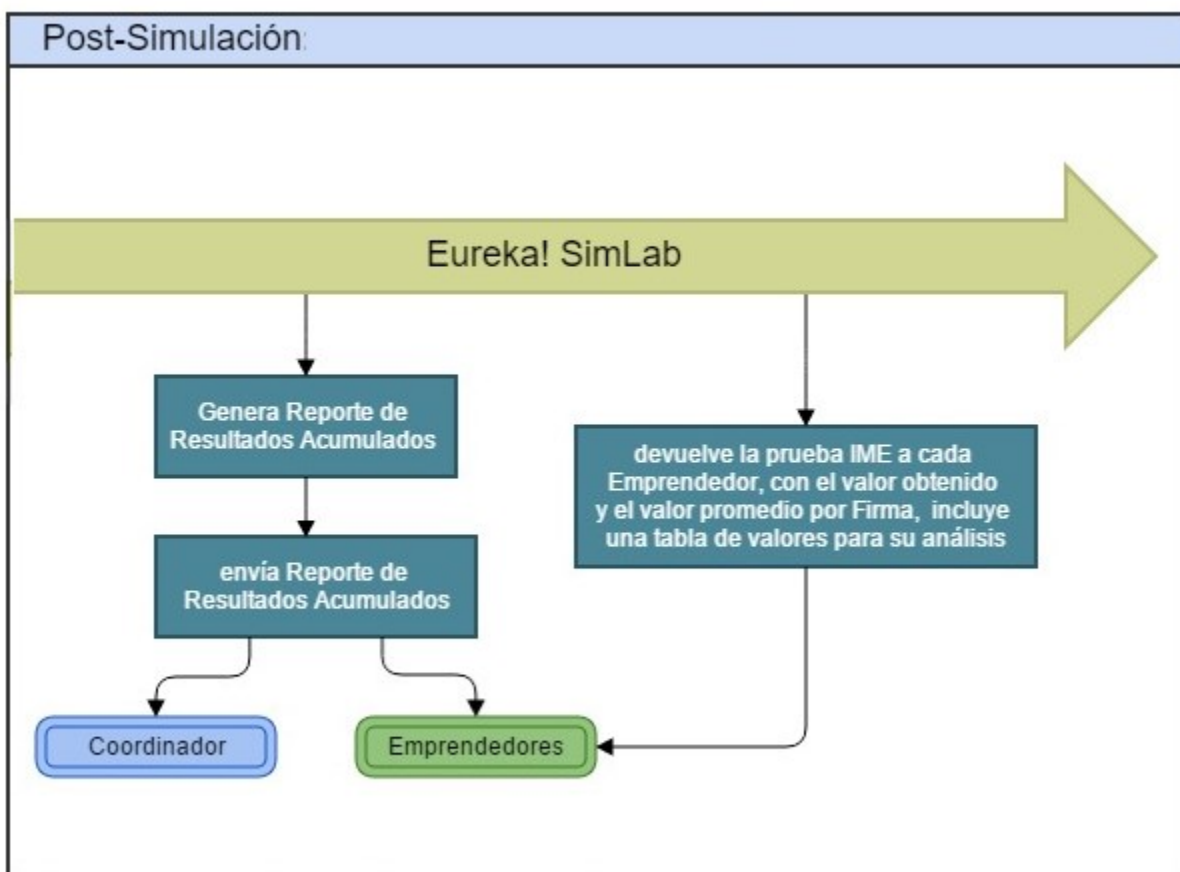 Post-Simulación:
Eureka! SimLab
Genera Reporte de
Resultados Acumulados
devuelve la prueba IME a cada
Emprendedor, con el valor obtenido
y el valor promedio por Firma, incluye
una tabla de valores para su análisis
envía Reporte de
Resultados Acumulados
Coordinador
Emprendedores